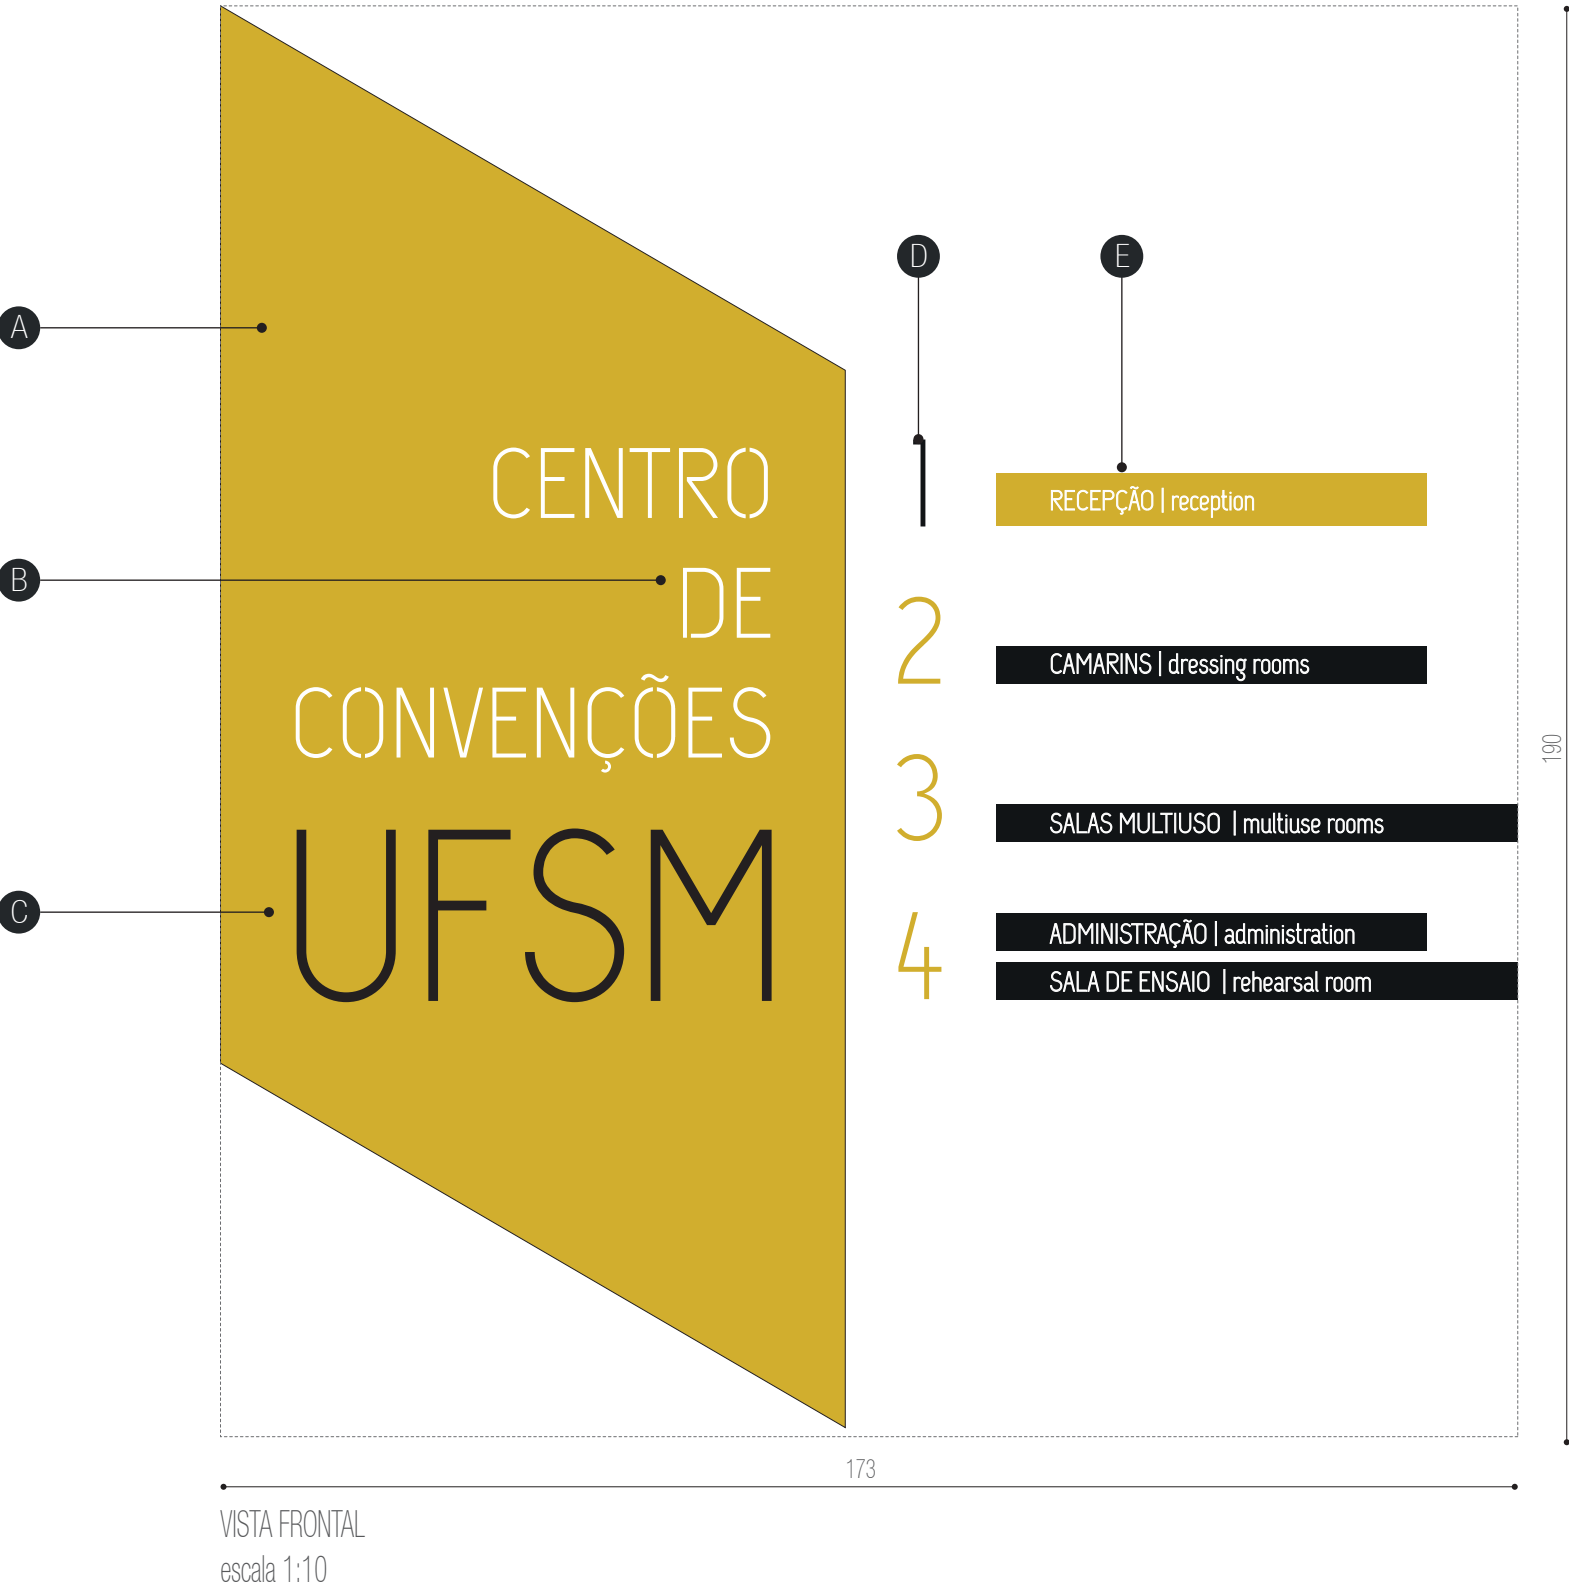 D
E
A
CENTRO
1
RECEPÇÃO | reception
B
DE
2
CAMARINS | dressing rooms
CONVENÇÕES
190
3
SALAS MULTIUSO | multiuse rooms
C
UFSM
4
ADMINISTRAÇÃO | administration
SALA DE ENSAIO | rehearsal room
173
VISTA FRONTAL
escala 1:10